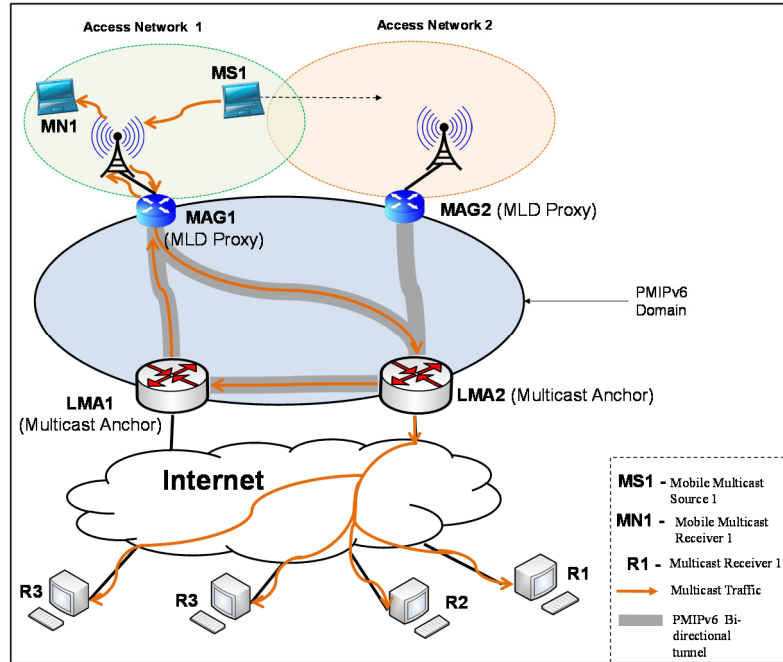 Access Network 1
Access Network 2
MS1
MN1
MAG1
(MLD Proxy)
MAG2 (MLD Proxy)
PMIPv6
Domain
LMA1
(Multicast Anchor)
LMA2 (Multicast Anchor)
Internet
R3
R3
R2
R1
MS1 - Mobile Multicast
Source 1
MN1 - Mobile Multicast
Receiver 1
R1 - Multicast Receiver 1
Multicast Traffic
PMIPv6 Bi-
directional
tunnel